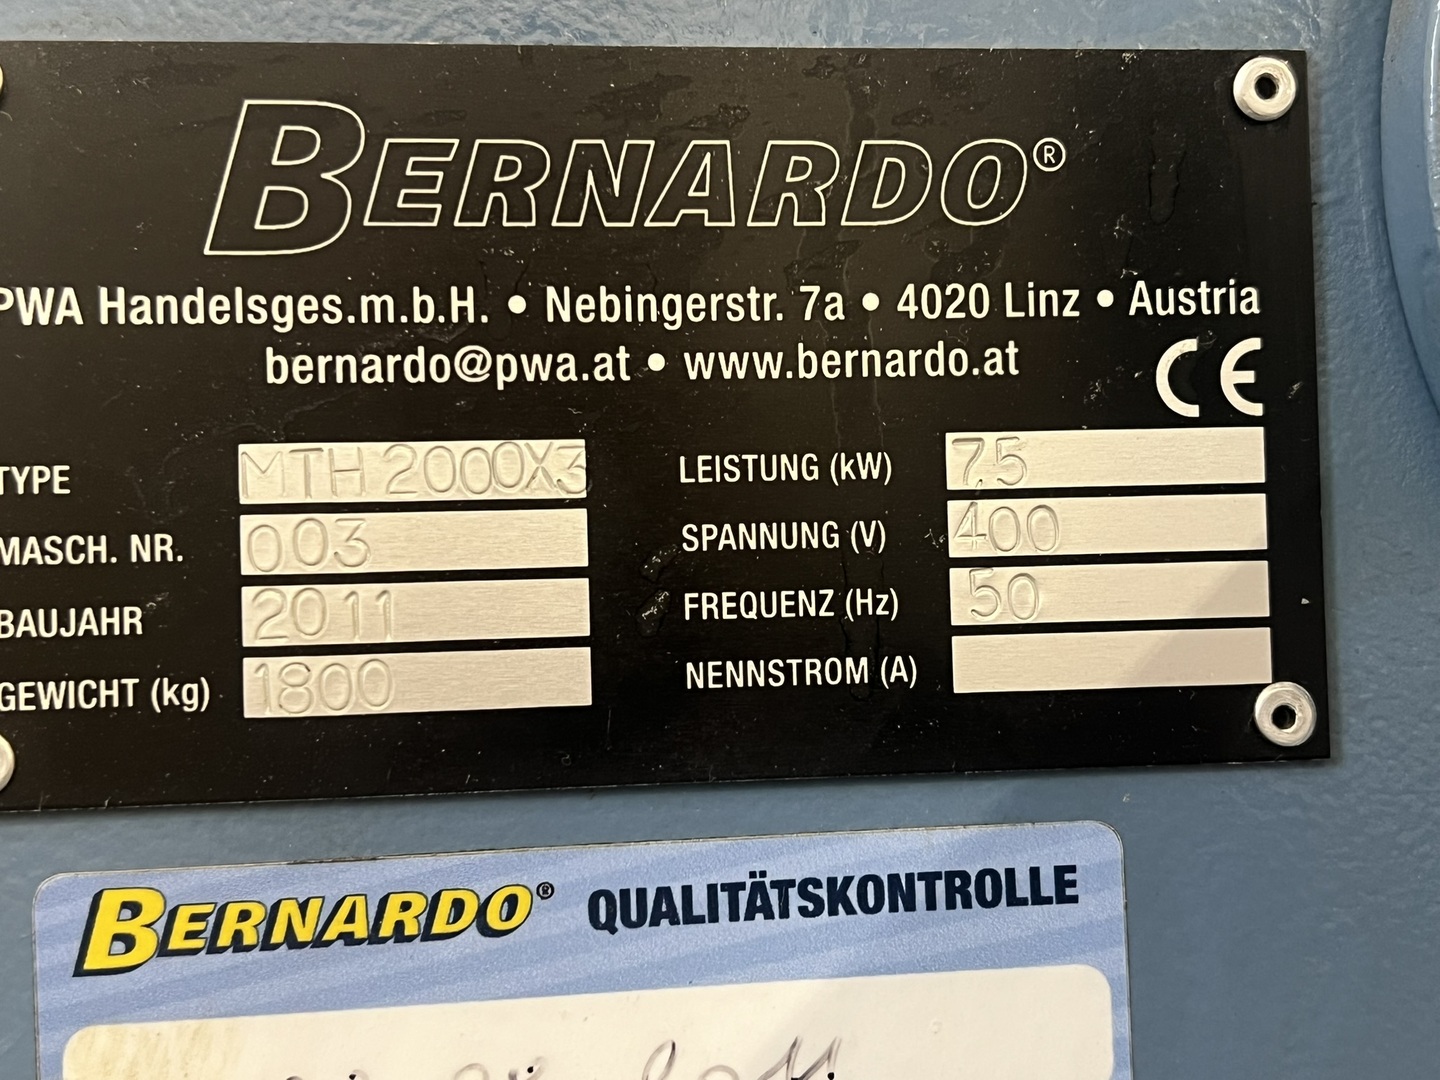 BERNARDO®
PWA Handelsges.m.b.H. • Nebingerstr. 7a • 4020 Linz • Austria
bernardo@pwa.at • www.bernardo.at
CE
TYPE MTH 2000X3
MASCH. NR. 003
BAUJAHR 2011
GEWICHT (kg) 1800
LEISTUNG (kW) 7,5
SPANNUNG (V) 400
FREQUENZ (Hz) 50
NENNSTROM (A)
BERNARDO® QUALITÄTSKONTROLLE